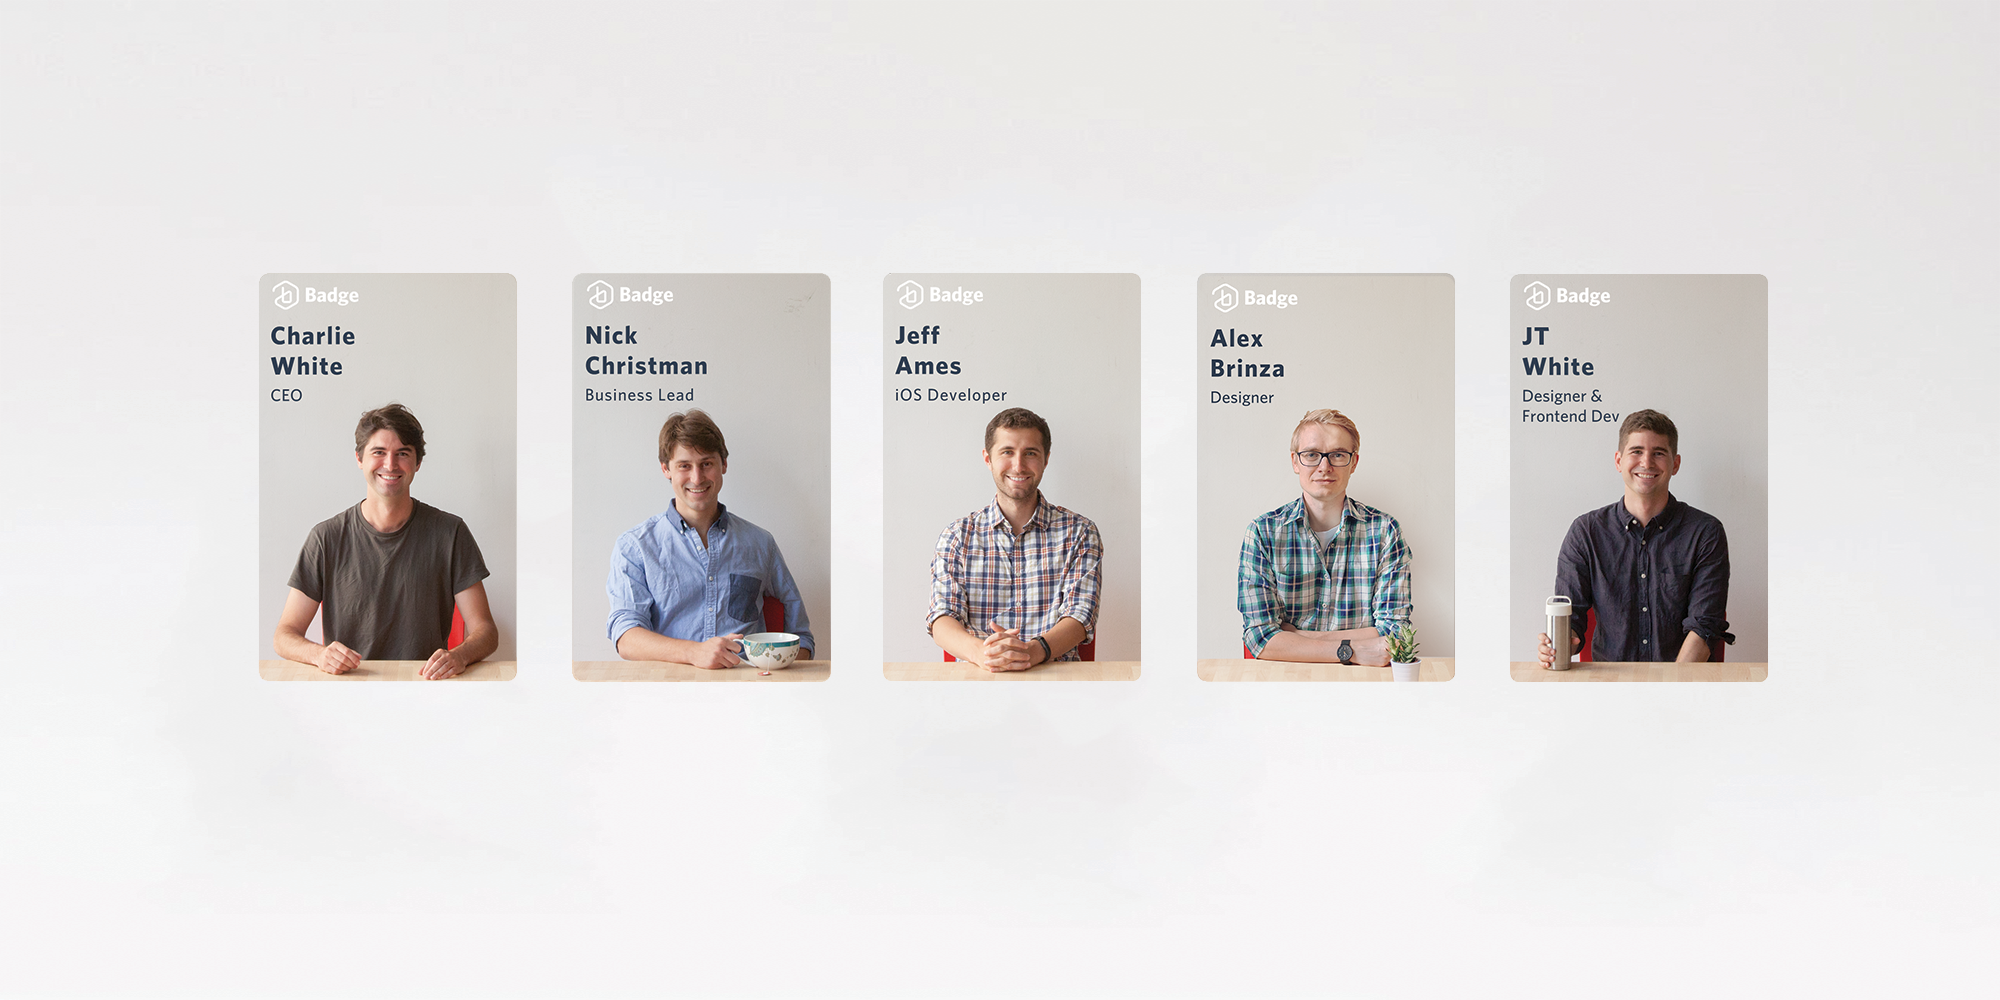 Badge
Charlie
White
CEO
Badge
Nick
Christman
Business Lead
Badge
Jeff
Ames
iOS Developer
Badge
Alex
Brinza
Designer
Badge
JT
White
Designer &
Frontend Dev